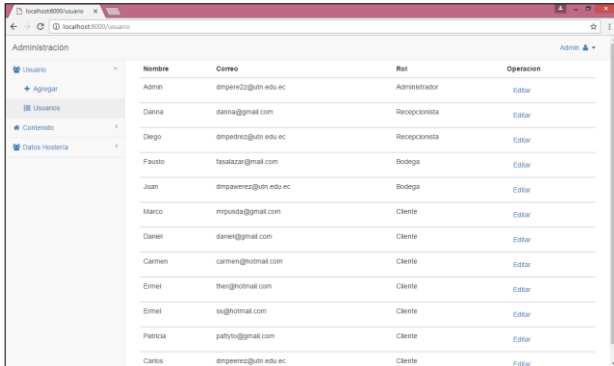 localhost:8000/usuario
localhost:8000/usuario
Administración
Admin
Usuario
Agregar
Usuarios
Contenido
Datos Hosteria
Nombre Correo Rol Operacion
Admin dmpere2z@utn.edu.ec Administrador Editar
Danna danna@gmail.com Recepcionista Editar
Diego dmpedrez@utn.edu.ec Recepcionista Editar
Fausto fasalazar@mail.com Bodega Editar
Juan dmpawerez@utn.edu.ec Bodega Editar
Marco mrpusda@gmail.com Cliente Editar
Daniel daniel@gmail.com Cliente Editar
Carmen carmen@hotmail.com Cliente Editar
Ermel ther@hotmail.com Cliente Editar
Ermel ss@hotmail.com Cliente Editar
Patricia pattyto@gmail.com Cliente Editar
Carlos dmpeerez@utn.edu.ec Cliente Editar